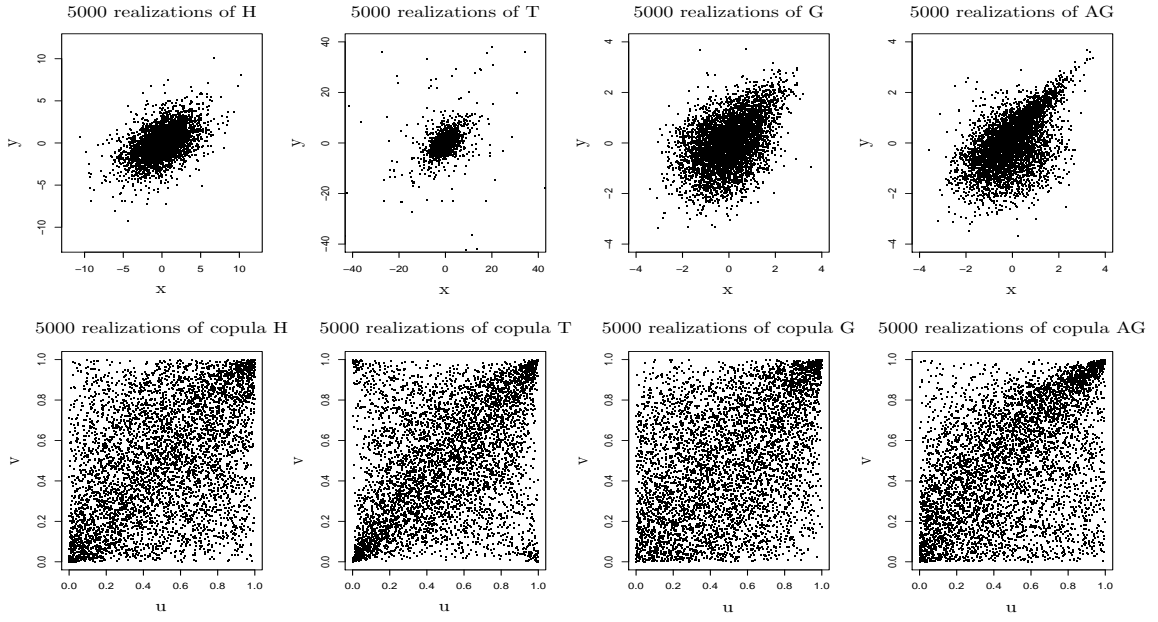 5000 realizations of H
5000 realizations of T
5000 realizations of G
5000 realizations of AG
y
10
5
0
−5
−10
−10 −5 0 5 10
x
y
40
20
0
−20
−40
−40 −20 0 20 40
x
y
4
2
0
−2
−4
−4 −2 0 2 4
x
y
4
2
0
−2
−4
−4 −2 0 2 4
x
5000 realizations of copula H
5000 realizations of copula T
5000 realizations of copula G
5000 realizations of copula AG
v
1.0
0.8
0.6
0.4
0.2
0.0
0.0 0.2 0.4 0.6 0.8 1.0
u
v
1.0
0.8
0.6
0.4
0.2
0.0
0.0 0.2 0.4 0.6 0.8 1.0
u
v
1.0
0.8
0.6
0.4
0.2
0.0
0.0 0.2 0.4 0.6 0.8 1.0
u
v
1.0
0.8
0.6
0.4
0.2
0.0
0.0 0.2 0.4 0.6 0.8 1.0
u